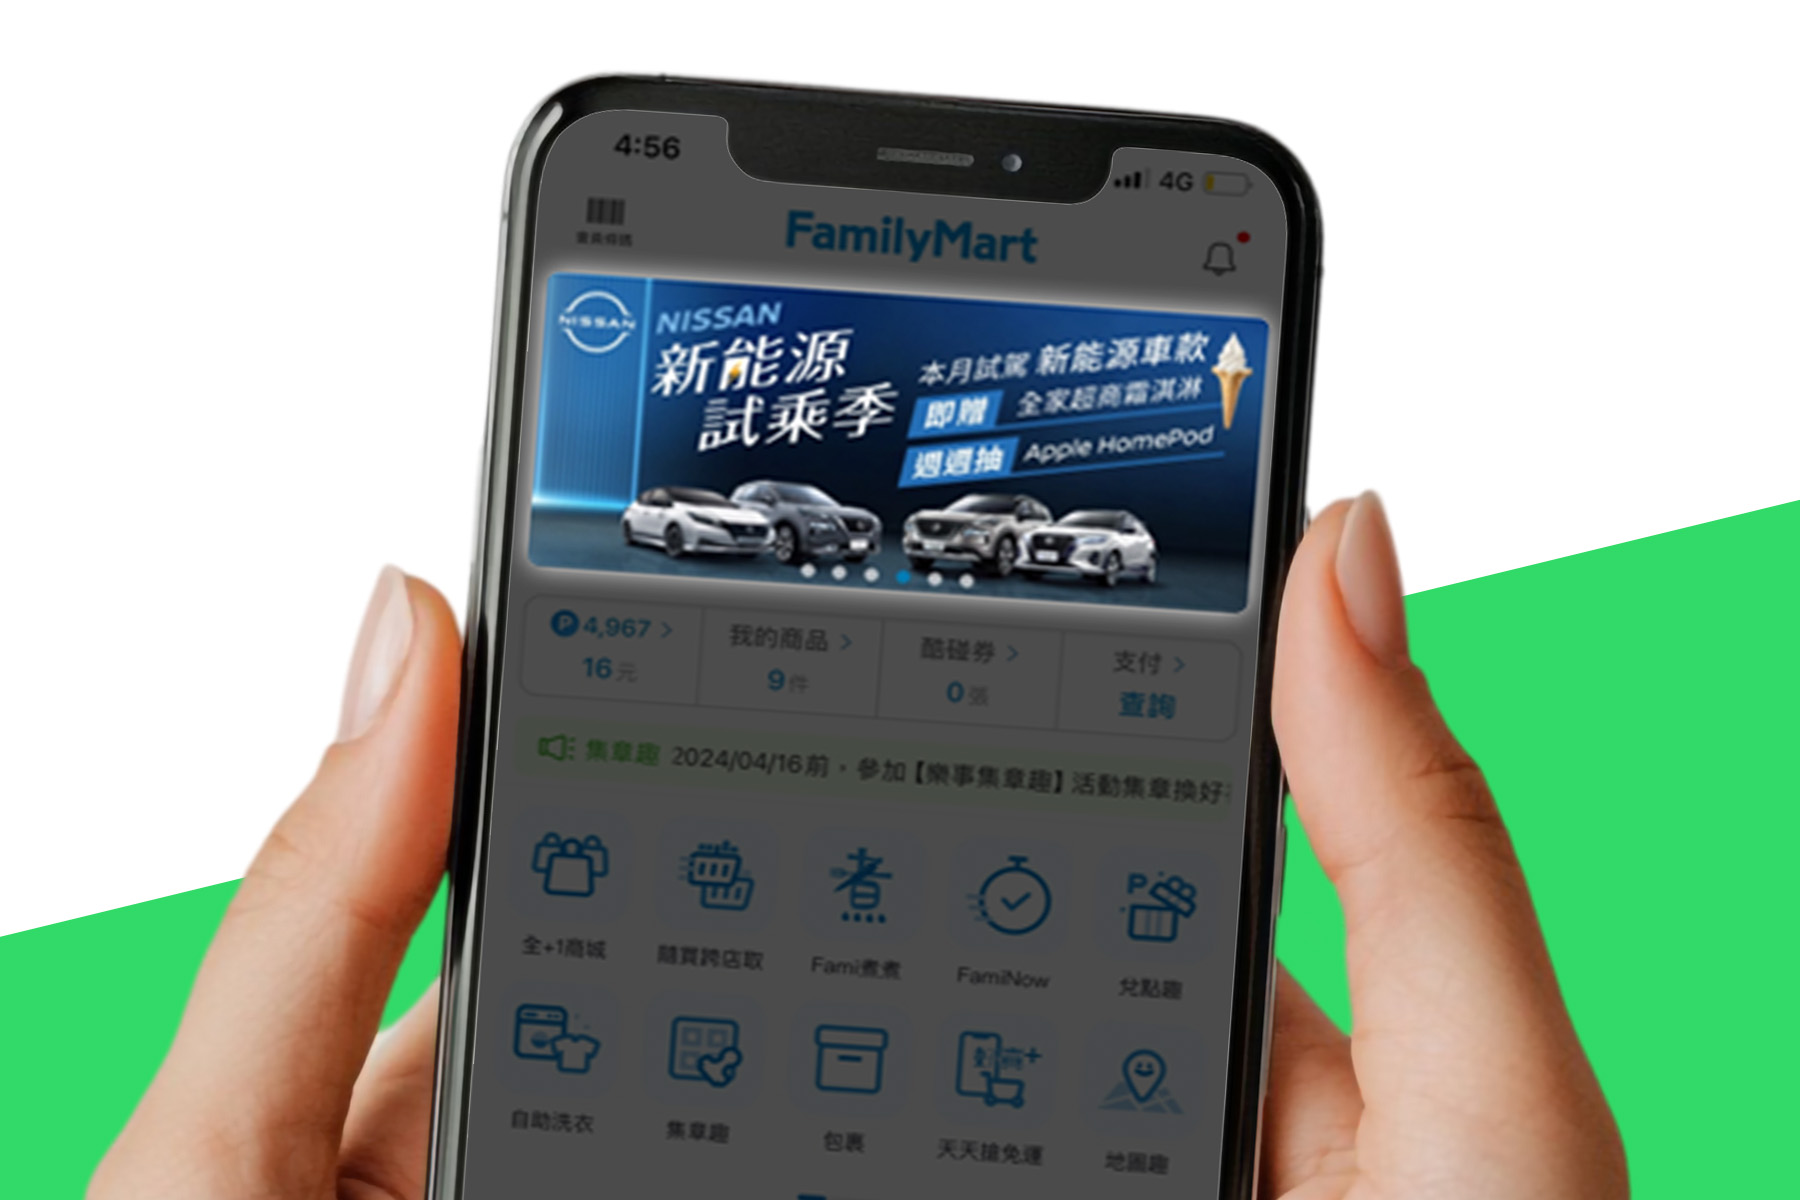 4:56
4G
會員條碼
FamilyMart
NISSAN
NISSAN
新能源
試乘季
本月試駕 新能源車款
即贈 全家超商霜淇淋
週週抽 Apple HomePod
P 4,967 >
16元
我的商品 >
9件
酷碰券 >
0張
支付 >
查詢
集章趣 2024/04/16前，參加【樂事集章趣】活動集章換好
全+1商城
隨買跨店取
煮
Fami煮煮
FamiNow
P
兌點趣
自助洗衣
集章趣
包裹
天天搶免運
地圖趣